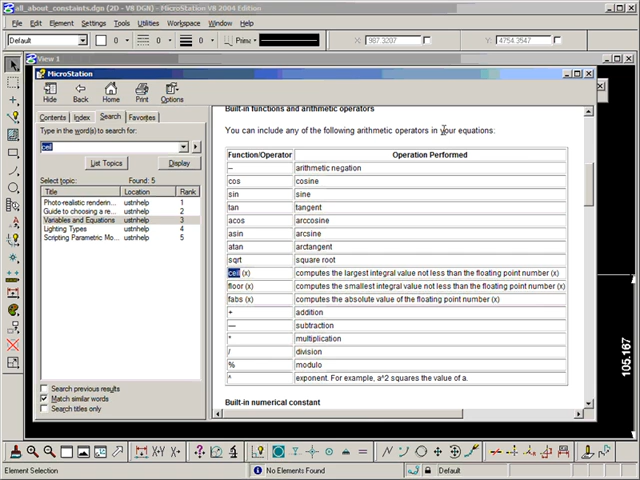 all_about_constaints.dgn (2D - V8 DGN) - MicroStation V8 2004 Edition
File Edit Element Settings Tools Utilities Workspace Window Help
Default 0 0 0 Prima
X: 987.3207 Y: 4754.3547
View 1
MicroStation
Hide Back Home Print Options
Contents Index Search Favorites
Type in the word(s) to search for:
ceil
List Topics Display
Select topic: Found: 5
Title Location Rank
Photo-realistic renderin... ustnhelp 1
Guide to choosing a re... ustnhelp 2
Variables and Equations ustnhelp 3
Lighting Types ustnhelp 4
Scripting Parametric Mo... ustnhelp 5
Search previous results
Match similar words
Search titles only
Built-in functions and arithmetic operators
You can include any of the following arithmetic operators in your equations:
Function/Operator Operation Performed
– arithmetic negation
cos cosine
sin sine
tan tangent
acos arccosine
asin arcsine
atan arctangent
sqrt square root
ceil (x) computes the largest integral value not less than the floating point number (x)
floor (x) computes the smallest integral value not less than the floating point number (x)
fabs (x) computes the absolute value of the floating point number (x)
+ addition
— subtraction
* multiplication
/ division
% modulo
^ exponent. For example, a^2 squares the value of a.
Built-in numerical constant
105.167
Element Selection No Elements Found Default